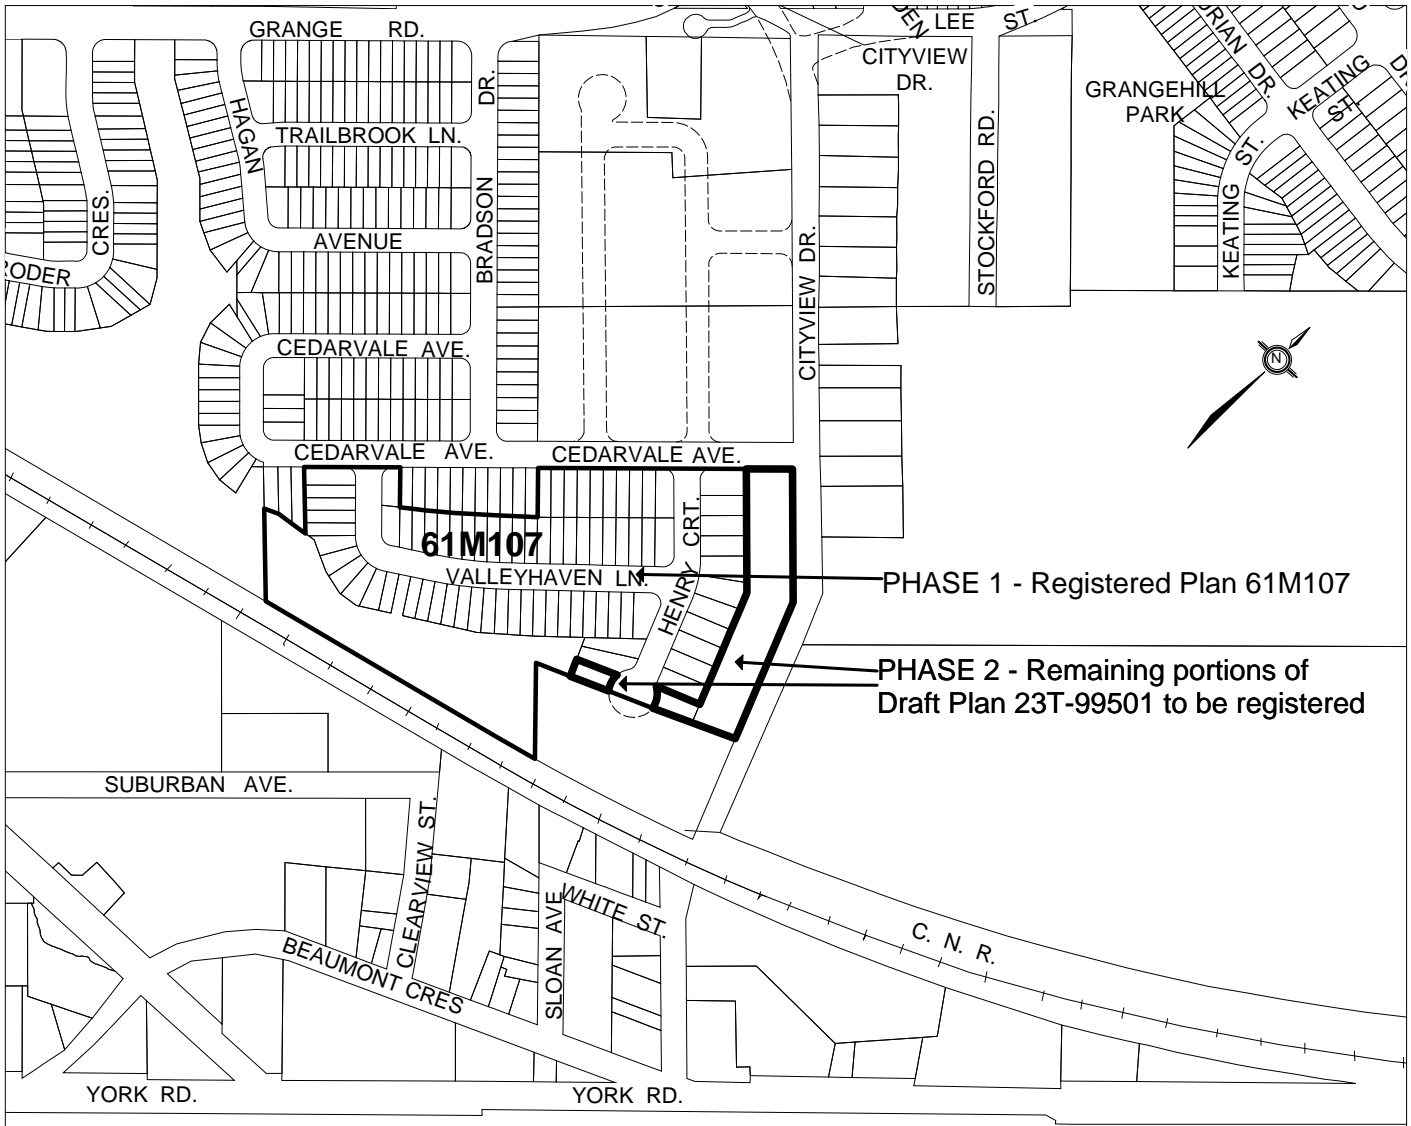 GRANGE RD.
LEE ST.
CITYVIEW
DR.
GRANGEHILL
PARK
KEATING
ST.
HAGAN
TRAILBROOK LN.
BRADSON
DR.
STOCKFORD RD.
KEATING ST.
CRES.
AVENUE
CITYVIEW DR.
CEDARVALE AVE.
N
CEDARVALE AVE.
CEDARVALE AVE.
61M107
VALLEYHAVEN LN.
HENRY CRT.
PHASE 1 - Registered Plan 61M107
PHASE 2 - Remaining portions of
Draft Plan 23T-99501 to be registered
SUBURBAN AVE.
CLEARVIEW ST.
WHITE ST.
SLOAN AVE
BEAUMONT CRES
C. N. R.
YORK RD.
YORK RD.